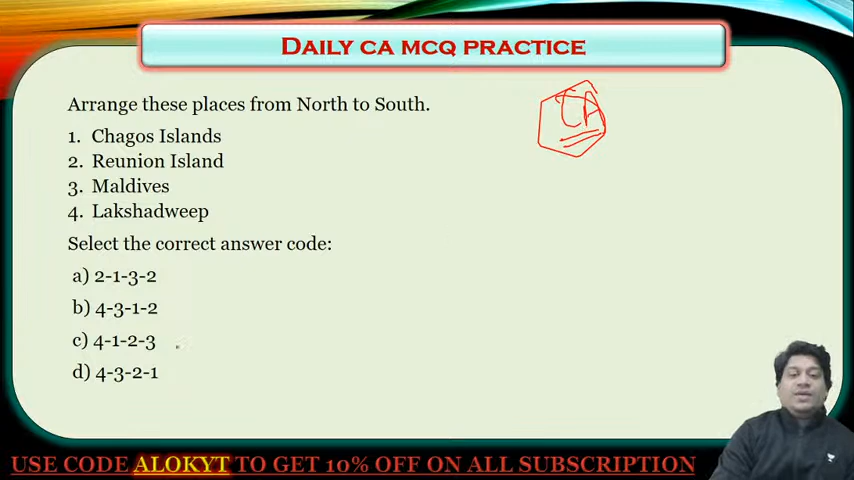 DAILY CA MCQ PRACTICE
Arrange these places from North to South.
CA
1. Chagos Islands
2. Reunion Island
3. Maldives
4. Lakshadweep
Select the correct answer code:
a) 2-1-3-2
b) 4-3-1-2
c) 4-1-2-3
d) 4-3-2-1
USE CODE ALOKYT TO GET 10% OFF ON ALL SUBSCRIPTION